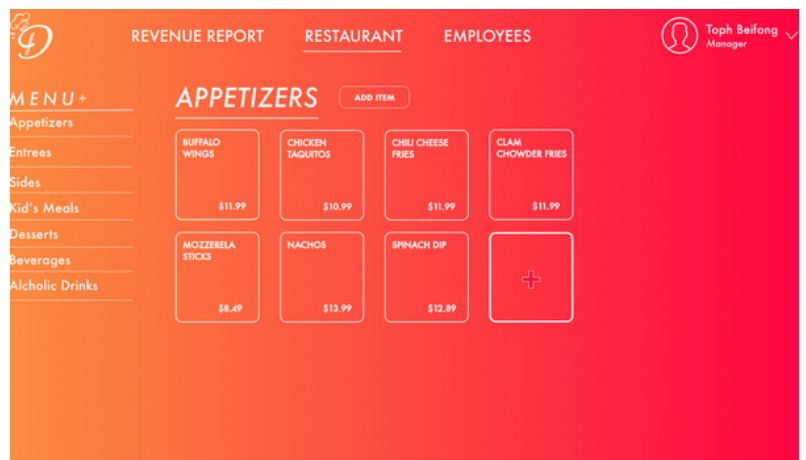 REVENUE REPORT RESTAURANT EMPLOYEES
Toph Beifong
Manager
MENU+
Appetizers
Entrees
Sides
Kid's Meals
Desserts
Beverages
Alcholic Drinks
APPETIZERS
ADD ITEM
BUFFALO
WINGS
$11.99
CHICKEN
TAQUITOS
$10.99
CHILI CHEESE
FRIES
$11.99
CLAM
CHOWDER FRIES
$11.99
MOZZERELA
STICKS
$8.49
NACHOS
$13.99
SPINACH DIP
$12.89
+